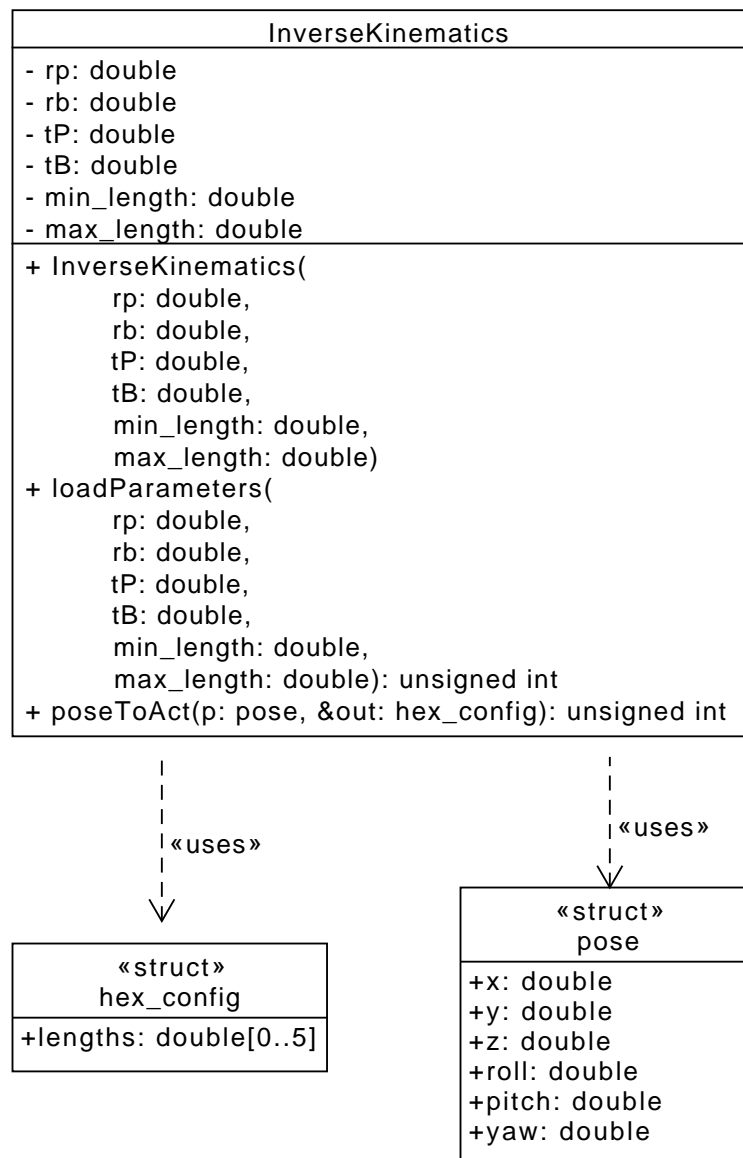 InverseKinematics
- rp: double
- rb: double
- tP: double
- tB: double
- min_length: double
- max_length: double
+ InverseKinematics(
rp: double,
rb: double,
tP: double,
tB: double,
min_length: double,
max_length: double)
+ loadParameters(
rp: double,
rb: double,
tP: double,
tB: double,
min_length: double,
max_length: double): unsigned int
+ poseToAct(p: pose, &out: hex_config): unsigned int
«uses»
«uses»
«struct»
hex_config
+lengths: double[0..5]
«struct»
pose
+x: double
+y: double
+z: double
+roll: double
+pitch: double
+yaw: double